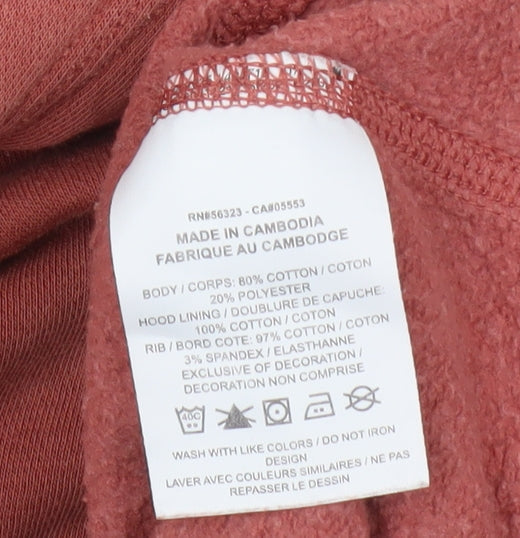 RN#56323 - CA#05553
MADE IN CAMBODIA
FABRIQUE AU CAMBODGE
BODY / CORPS: 80% COTTON / COTON
20% POLYESTER
HOOD LINING / DOUBLURE DE CAPUCHE:
100% COTTON / COTON
RIB / BORD COTE: 97% COTTON / COTON
3% SPANDEX / ELASTHANNE
EXCLUSIVE OF DECORATION /
DECORATION NON COMPRISE
40C
WASH WITH LIKE COLORS / DO NOT IRON
DESIGN
LAVER AVEC COULEURS SIMILAIRES / NE PAS
REPASSER LE DESSIN